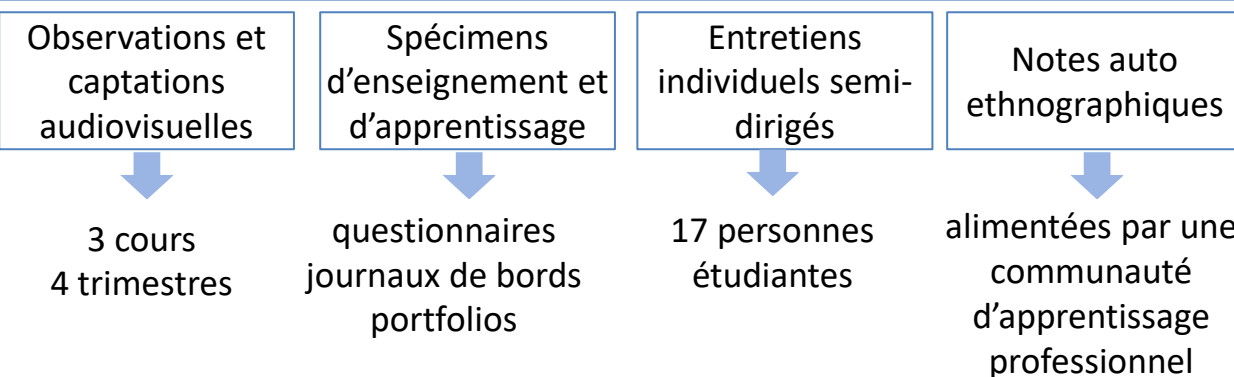 Observations et
captations
audiovisuelles
3 cours
4 trimestres
Spécimens
d’enseignement et
d’apprentissage
questionnaires
journaux de bords
portfolios
Entretiens
individuels semi-
dirigés
17 personnes
étudiantes
Notes auto
ethnographiques
alimentées par une
communauté
d’apprentissage
professionnel